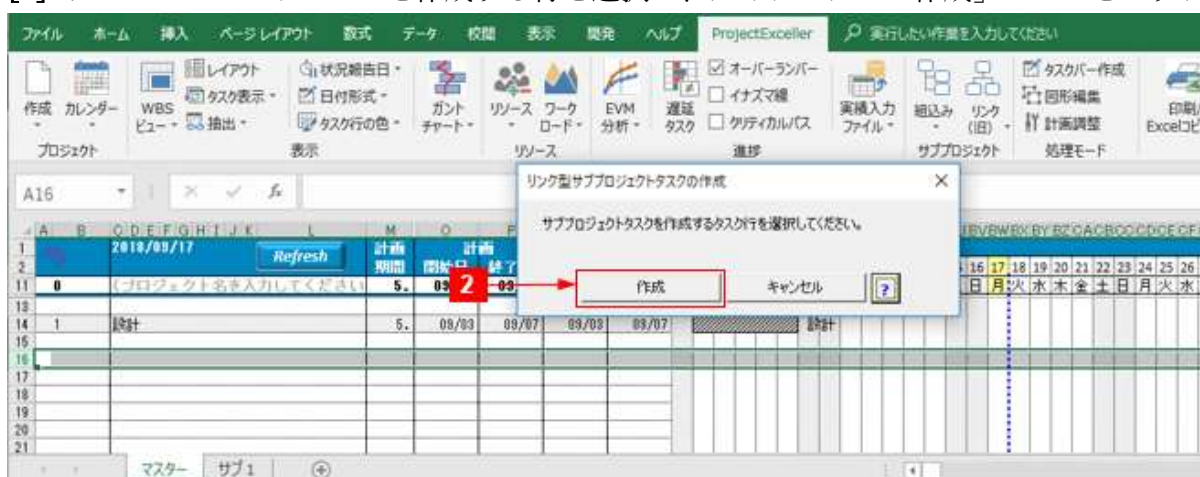 ファイル ホーム 挿入 ページレイアウト 数式 データ 校閲 表示 開発 ヘルプ ProjectExceller 実行したい作業を入力してください
レイアウト 状況報告日 オーバーランバー タスクバー作成
作成 カレンダー WBS ビュー タスク表示 日付形式 ガント チャート リソース ワーク ロード EVM 分析 遅延 タスク イナズマ線 実績入力 ファイル 組込み リンク (旧) 図形編集
抽出 タスク行の色 クリティカルパス 計画調整
プロジェクト 表示 リソース 進捗 サブプロジェクト 処理モード
A16 fx
リンク型サブプロジェクトタスクの作成
サブプロジェクトタスクを作成するタスク行を選択してください。
2 作成 キャンセル ?
2018/09/17 Refresh 計画 期間 計画
16 17 18 19 20 21 22 23 24 25 26
日 月 火 水 木 金 土 日 月 火 水
11 0 (プロジェクト名を入力してください 5.
13
14 1 設計 5. 09/03 09/07 09/03 09/07 設計
15
16
17
18
19
20
21
マスター サブ1